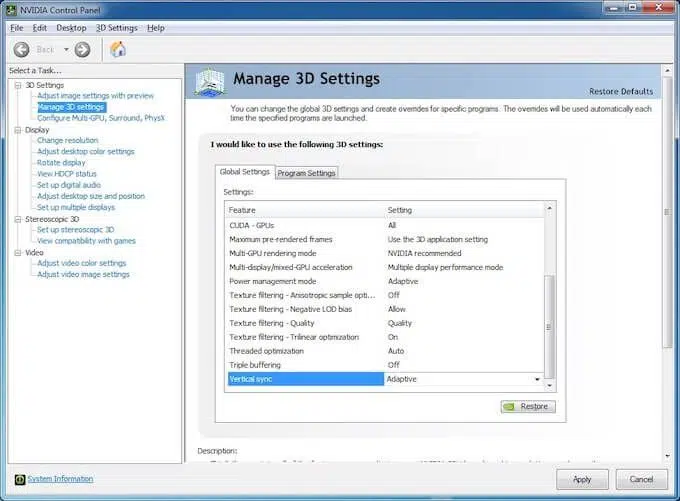 NVIDIA Control Panel
File Edit Desktop 3D Settings Help
Back
Select a Task...
3D Settings
Adjust image settings with preview
Manage 3D settings
Configure Multi-GPU, Surround, PhysX
Display
Change resolution
Adjust desktop color settings
Rotate display
View HDCP status
Set up digital audio
Adjust desktop size and position
Set up multiple displays
Stereoscopic 3D
Set up stereoscopic 3D
View compatibility with games
Video
Adjust video color settings
Adjust video image settings
Manage 3D Settings
Restore Defaults
You can change the global 3D settings and create overrides for specific programs. The overrides will be used automatically each
time the specified programs are launched.
I would like to use the following 3D settings:
Global Settings Program Settings
Settings:
Feature Setting
CUDA - GPUs All
Maximum pre-rendered frames Use the 3D application setting
Multi-GPU rendering mode NVIDIA recommended
Multi-display/mixed-GPU acceleration Multiple display performance mode
Power management mode Adaptive
Texture filtering - Anisotropic sample opti... Off
Texture filtering - Negative LOD bias Allow
Texture filtering - Quality Quality
Texture filtering - Trilinear optimization On
Threaded optimization Auto
Triple buffering Off
Vertical sync Adaptive
Restore
Description:
System Information
Apply Cancel